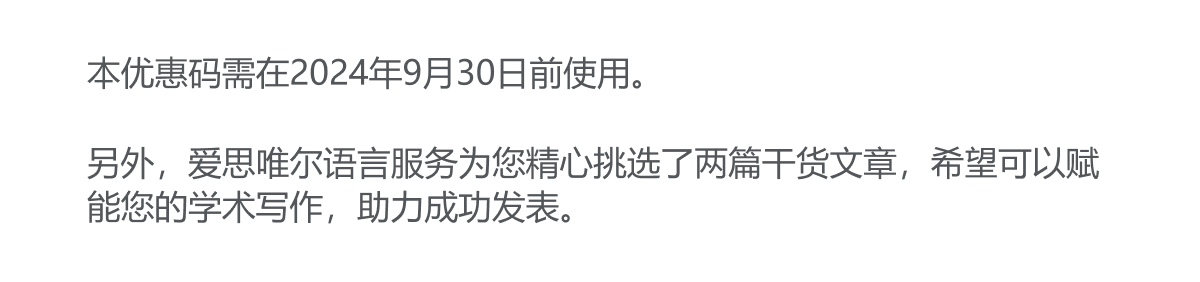 本优惠码需在2024年9月30日前使用。
另外，爱思唯尔语言服务为您精心挑选了两篇干货文章，希望可以赋
能您的学术写作，助力成功发表。